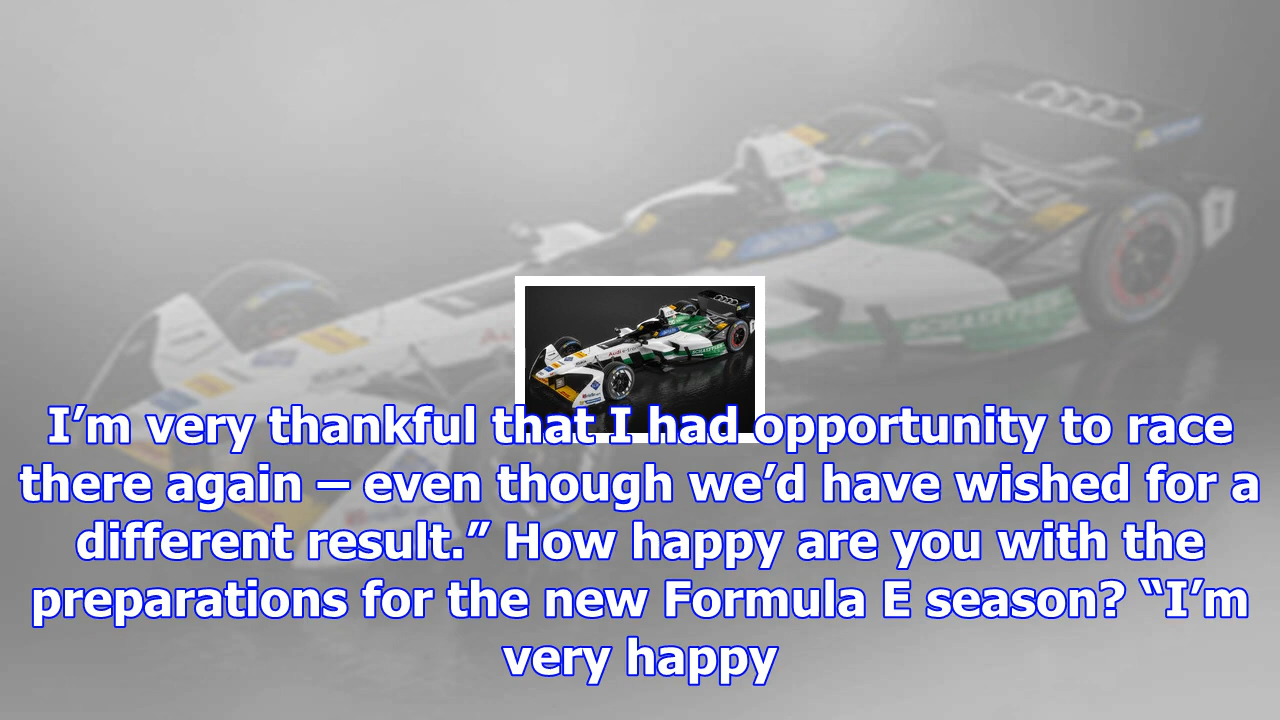 I’m very thankful that I had opportunity to race
there again – even though we’d have wished for a
different result.” How happy are you with the
preparations for the new Formula E season? “I’m
very happy